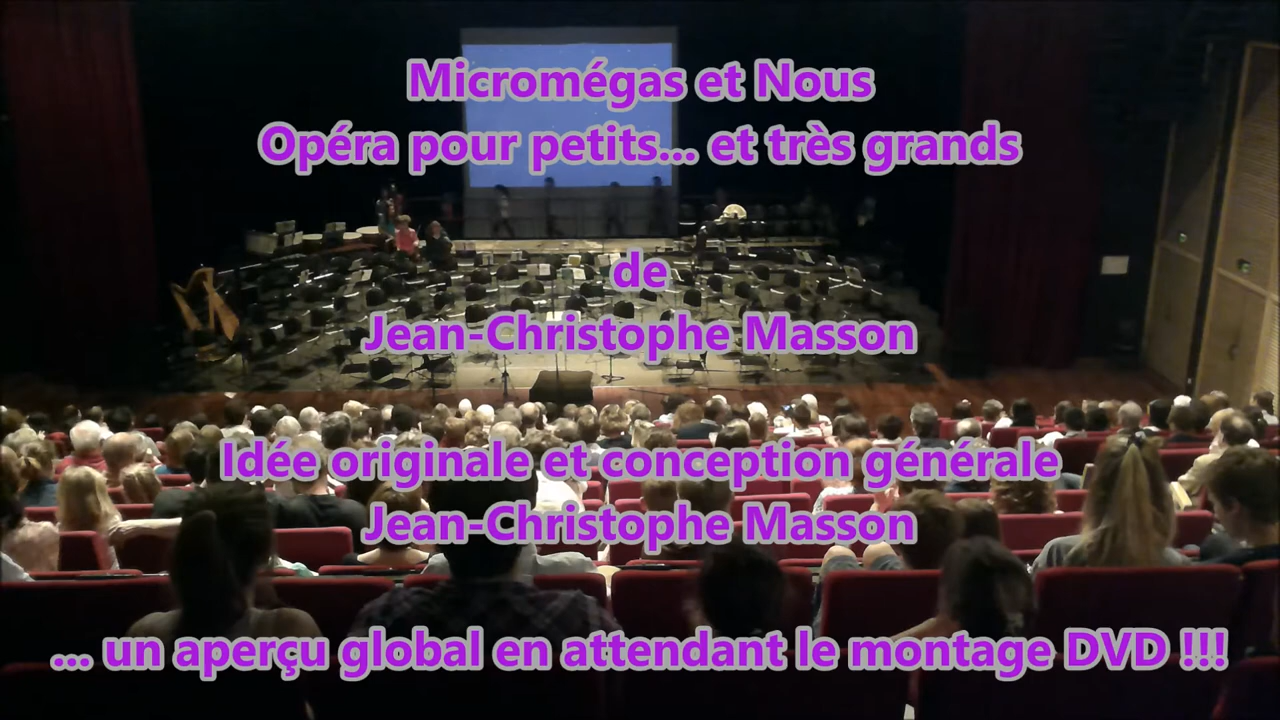 Micromégas et Nous
Opéra pour petits... et très grands
de
Jean-Christophe Masson
Idée originale et conception générale
Jean-Christophe Masson
... un aperçu global en attendant le montage DVD !!!